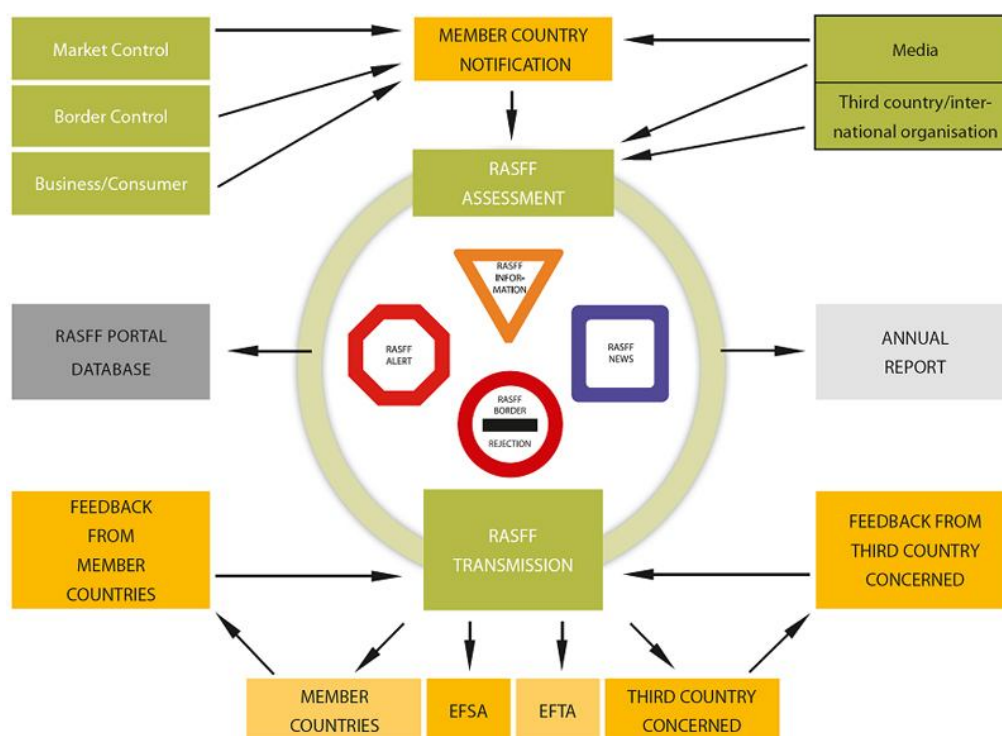 Market Control
Border Control
Business/Consumer
MEMBER COUNTRY
NOTIFICATION
Media
Third country/inter-
national organisation
RASFF
ASSESSMENT
RASFF
INFOR-
MATION
RASFF
ALERT
RASFF
NEWS
RASFF
BORDER
REJECTION
RASFF PORTAL
DATABASE
ANNUAL
REPORT
FEEDBACK
FROM
MEMBER
COUNTRIES
RASFF
TRANSMISSION
FEEDBACK FROM
THIRD COUNTRY
CONCERNED
MEMBER
COUNTRIES
EFSA
EFTA
THIRD COUNTRY
CONCERNED